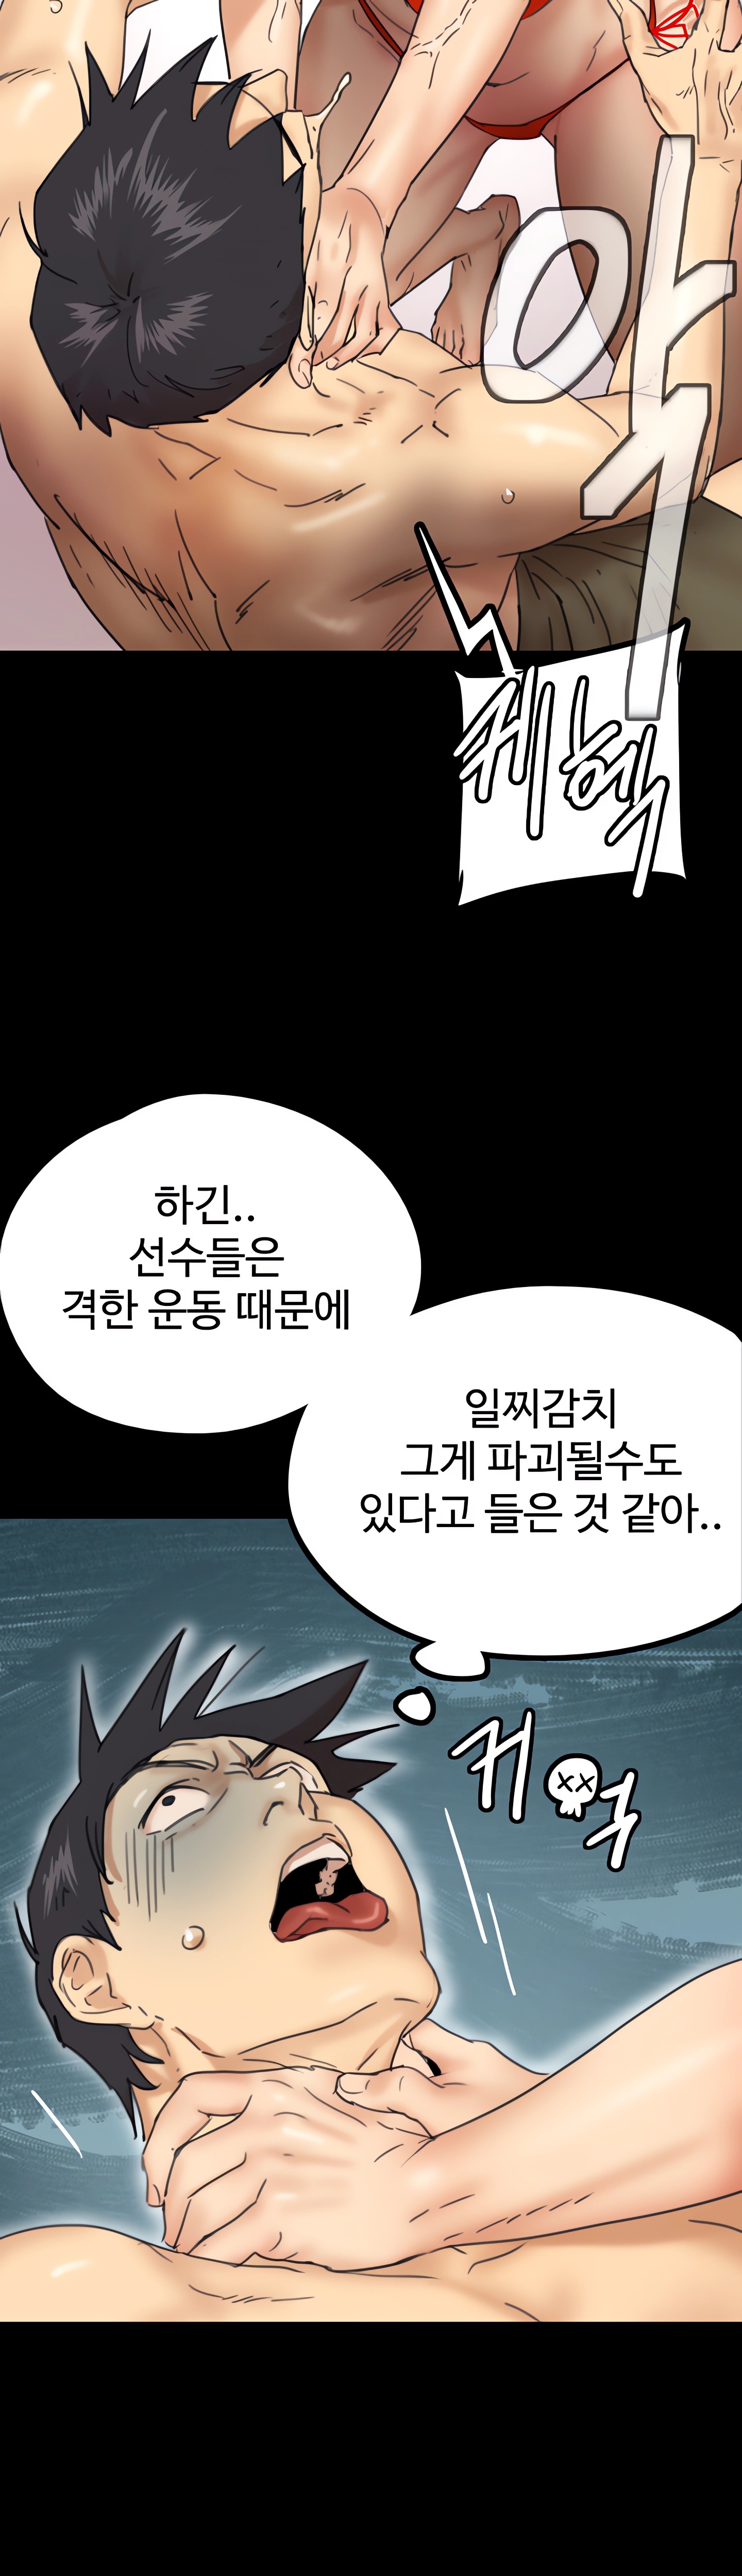 야
케헥
하긴..
선수들은
격한 운동 때문에
일찌감치
그게 파괴될수도
있다고 들은 것 같아..
커억